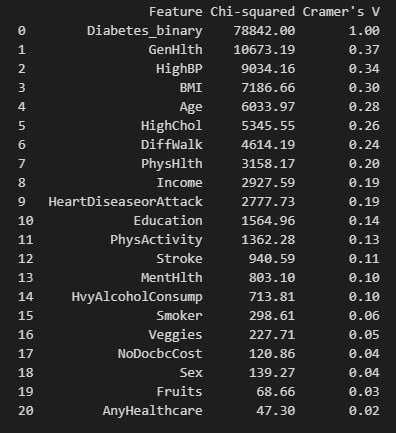 Feature Chi-squared Cramer's V
0 Diabetes_binary 78842.00 1.00
1 GenHlth 10673.19 0.37
2 HighBP 9034.16 0.34
3 BMI 7186.66 0.30
4 Age 6033.97 0.28
5 HighChol 5345.55 0.26
6 DiffWalk 4614.19 0.24
7 PhysHlth 3158.17 0.20
8 Income 2927.59 0.19
9 HeartDiseaseorAttack 2777.73 0.19
10 Education 1564.96 0.14
11 PhysActivity 1362.28 0.13
12 Stroke 940.59 0.11
13 MentHlth 803.10 0.10
14 HvyAlcoholConsump 713.81 0.10
15 Smoker 298.61 0.06
16 Veggies 227.71 0.05
17 NoDocbcCost 120.86 0.04
18 Sex 139.27 0.04
19 Fruits 68.66 0.03
20 AnyHealthcare 47.30 0.02